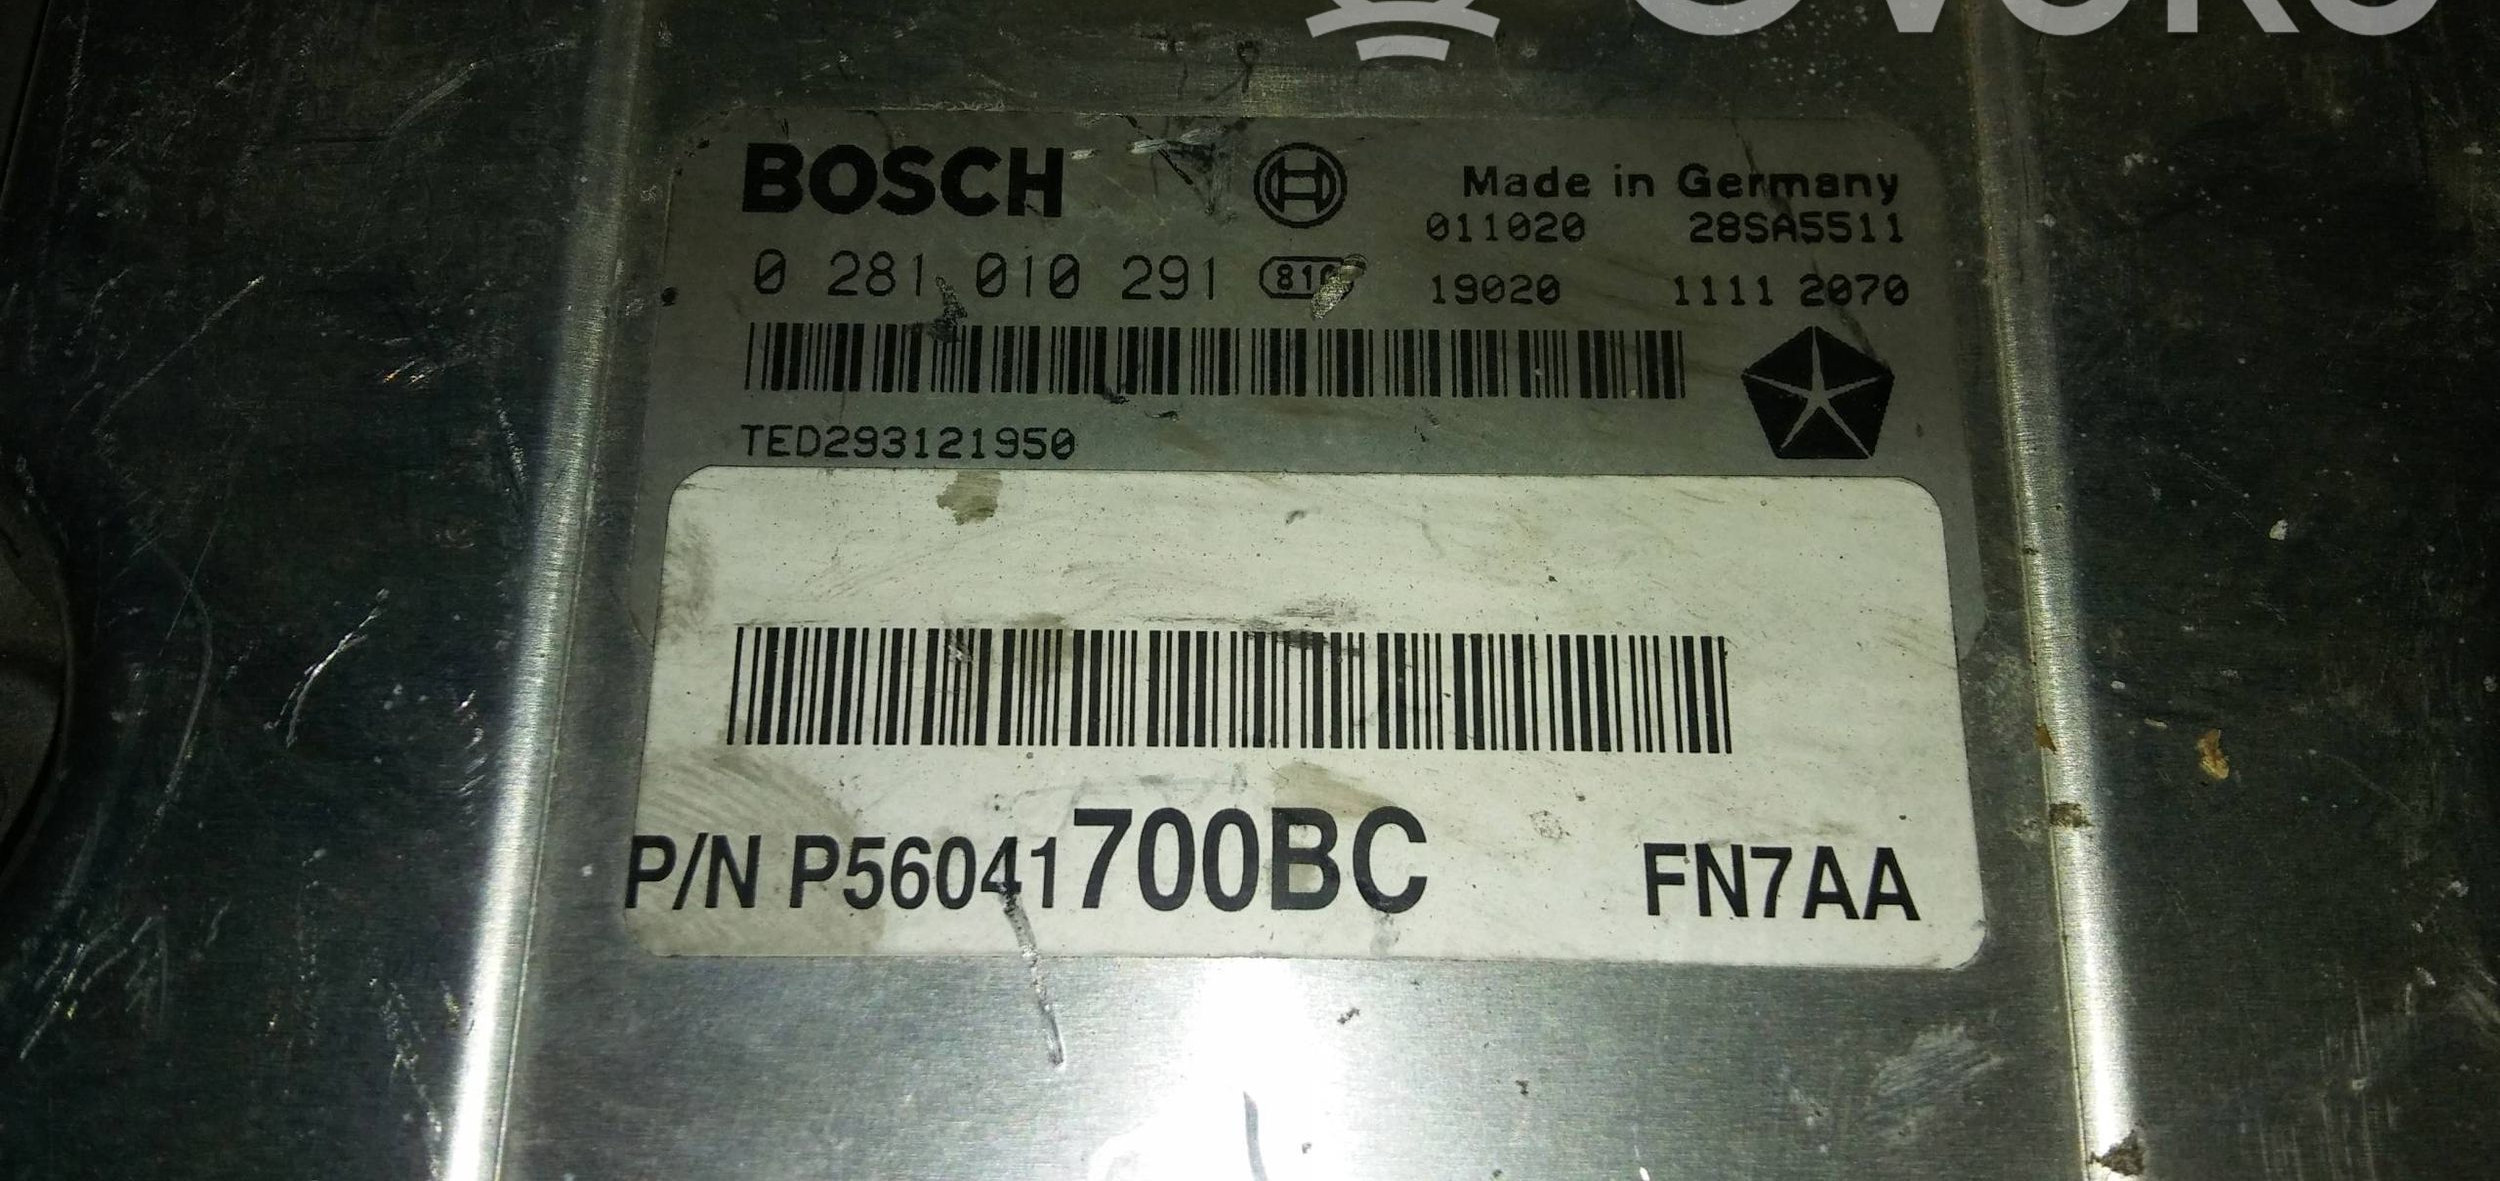 BOSCH
Made in Germany
011020 28SA5511
0 281 010 291
19020 1111 2070
TED293121950
P/N P56041700BC FN7AA